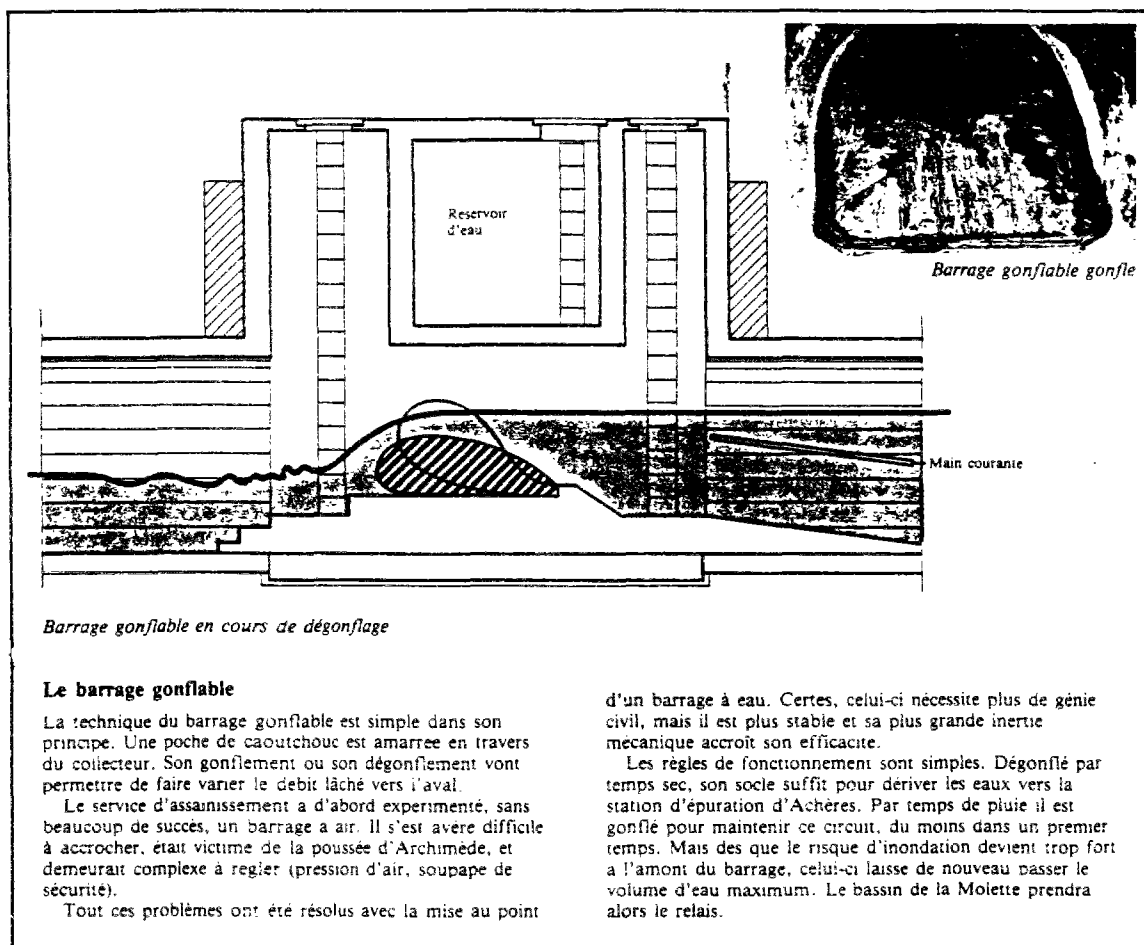 Reservoir
d'eau
Barrage gonflable gonfle
Main courante
Barrage gonflable en cours de dégonflage
Le barrage gonflable
La technique du barrage gonflable est simple dans son
principe. Une poche de caoutchouc est amarree en travers
du collecteur. Son gonflement ou son dégonflement vont
permettre de faire varier le debit lâché vers l'aval.
Le service d'assainissement a d'abord experimenté, sans
beaucoup de succès, un barrage a air. Il s'est avere difficile
à accrocher, était victime de la poussée d'Archimède, et
demeurait complexe à regler (pression d'air, soupape de
sécurité).
Tout ces problèmes ont été résolus avec la mise au point
d'un barrage à eau. Certes, celui-ci nécessite plus de génie
civil, mais il est plus stable et sa plus grande inertie
mécanique accroît son efficacite.
Les règles de fonctionnement sont simples. Dégonflé par
temps sec, son socle suffit pour dériver les eaux vers la
station d'épuration d'Achères. Par temps de pluie il est
gonflé pour maintenir ce circuit, du moins dans un premier
temps. Mais des que le risque d'inondation devient trop fort
a l'amont du barrage, celui-ci laisse de nouveau passer le
volume d'eau maximum. Le bassin de la Molette prendra
alors le relais.